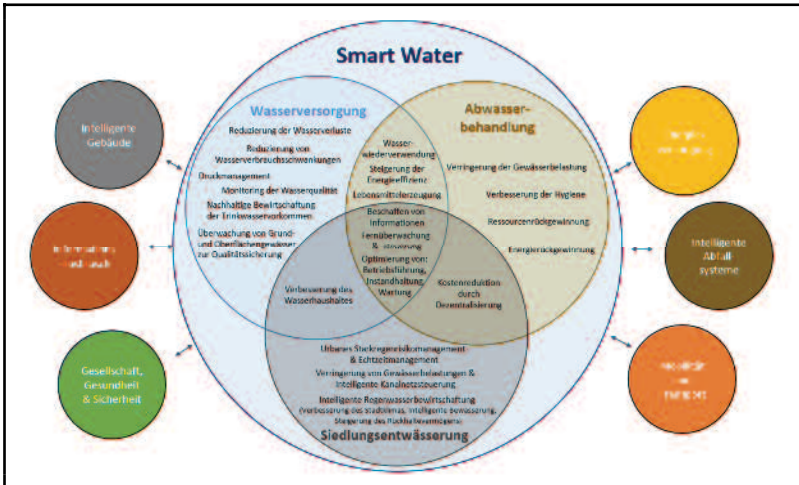 Smart Water
Wasserversorgung
Reduzierung der Wasserverluste
Reduzierung von
Wasserverbrauchsschwankungen
Druckmanagement
Monitoring der Wasserqualität
Nachhaltige Bewirtschaftung
der Trinkwasservorkommen
Überwachung von Grund-
und Oberflächengewässer
zur Qualitätssicherung
Abwasser-
behandlung
Wasser-
wiederverwendung
Steigerung der
Energieeffizienz
Lebensmittelerzeugung
Verringerung der Gewässerbelastung
Verbesserung der Hygiene
Ressourcenrückgewinnung
Energierückgewinnung
Beschaffen von
Informationen
Fernüberwachung
& -steuerung
Optimierung von:
Betriebsführung,
Instandhaltung,
Wartung
Verbesserung des
Wasserhaushaltes
Kostenreduktion
durch
Dezentralisierung
Urbanes Starkregenrisikomanagement
& Echtzeitmanagement
Verringerung von Gewässerbelastungen &
Intelligente Kanalnetzsteuerung
Intelligente Regenwasserbewirtschaftung
(Verbesserung des Stadtklimas, Intelligente Bewässerung,
Steigerung des Rückhaltevermögens)
Siedlungsentwässerung
Intelligente
Gebäude
Gesellschaft,
Gesundheit
& Sicherheit
Intelligente
Abfall-
systeme